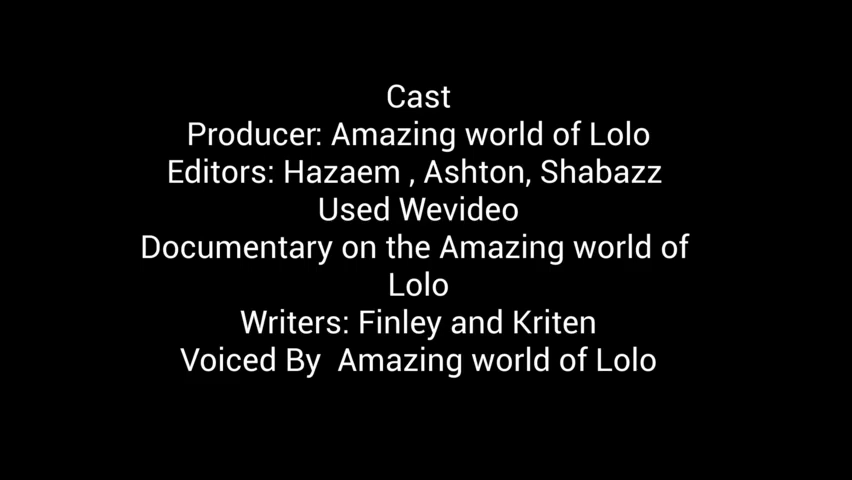 Cast
Producer: Amazing world of Lolo
Editors: Hazaem , Ashton, Shabazz
Used Wevideo
Documentary on the Amazing world of
Lolo
Writers: Finley and Kriten
Voiced By  Amazing world of Lolo